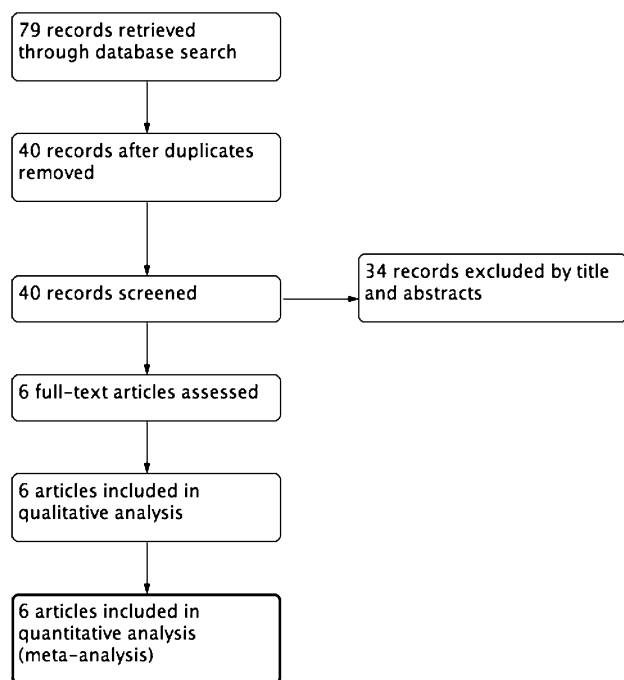 79 records retrieved
through database search
40 records after duplicates
removed
40 records screened
34 records excluded by title
and abstracts
6 full-text articles assessed
6 articles included in
qualitative analysis
6 articles included in
quantitative analysis
(meta-analysis)